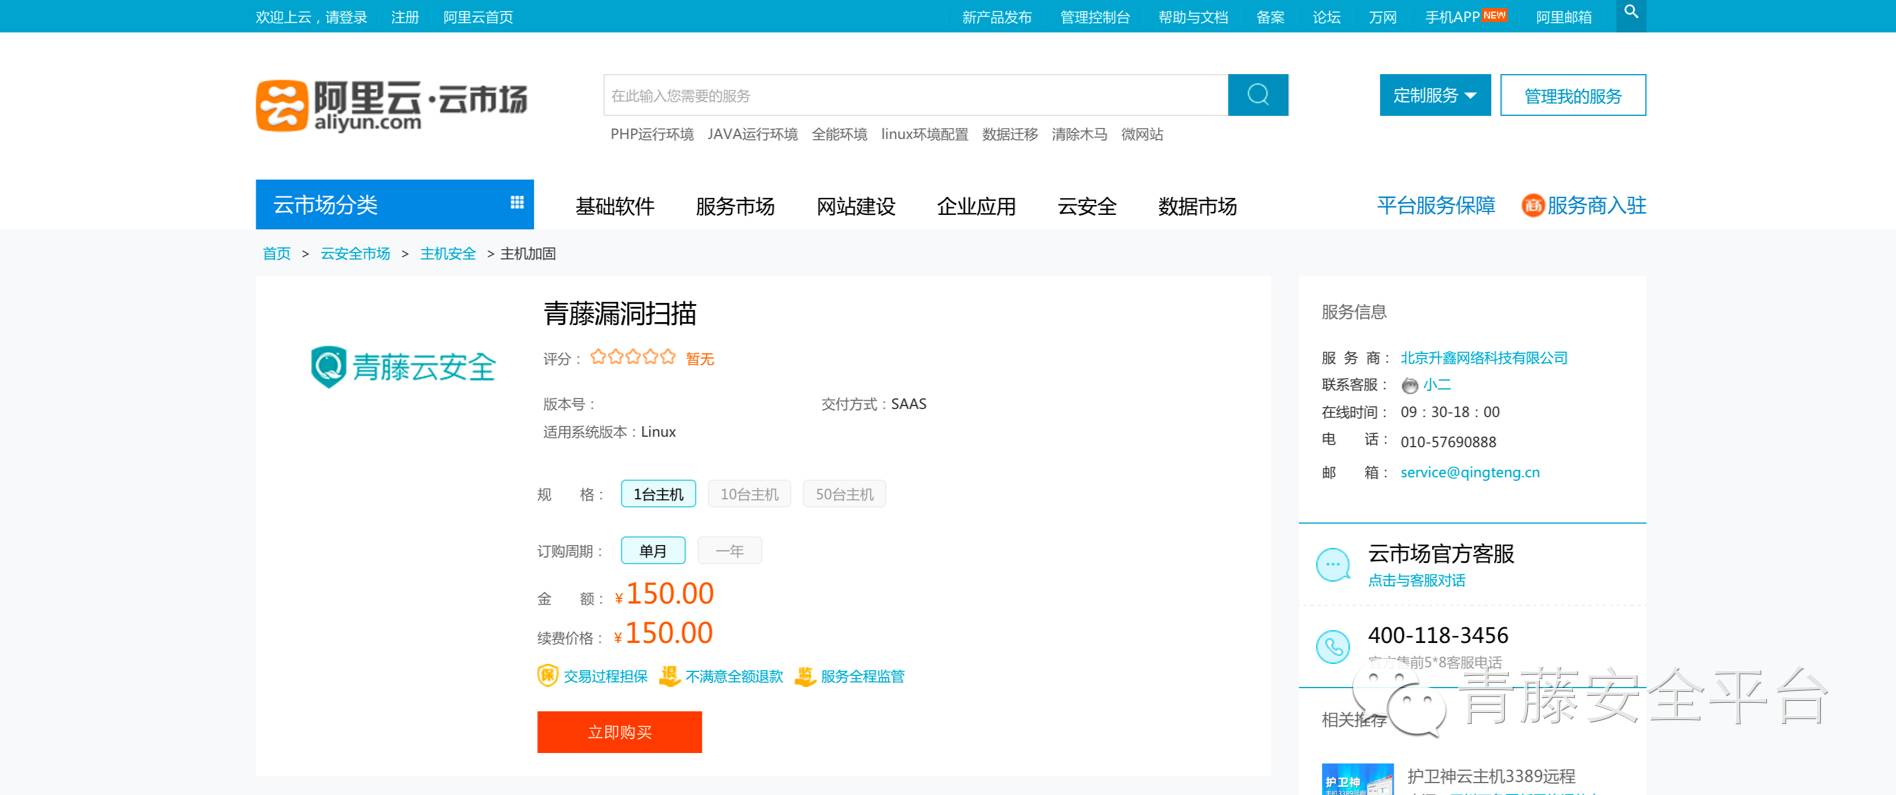 欢迎上云，请登录 注册 阿里云首页 新产品发布 管理控制台 帮助与文档 备案 论坛 万网 手机APP NEW 阿里邮箱
阿里云·云市场
aliyun.com
在此输入您需要的服务
定制服务 管理我的服务
PHP运行环境 JAVA运行环境 全能环境 linux环境配置 数据迁移 清除木马 微网站
云市场分类 基础软件 服务市场 网站建设 企业应用 云安全 数据市场 平台服务保障 商 服务商入驻
首页 > 云安全市场 > 主机安全 > 主机加固
青藤云安全
青藤漏洞扫描
评分： 暂无
版本号： 交付方式：SAAS
适用系统版本：Linux
规 格： 1台主机 10台主机 50台主机
订购周期： 单月 一年
金 额： ¥150.00
续费价格： ¥150.00
保 交易过程担保 退 不满意全额退款 监 服务全程监管
立即购买
服务信息
服 务 商： 北京升鑫网络科技有限公司
联系客服： 小二
在线时间： 09：30-18：00
电 话： 010-57690888
邮 箱： service@qingteng.cn
云市场官方客服
点击与客服对话
400-118-3456
官方售前5*8客服电话
青藤安全平台
相关推荐
护卫神
护卫神云主机3389远程